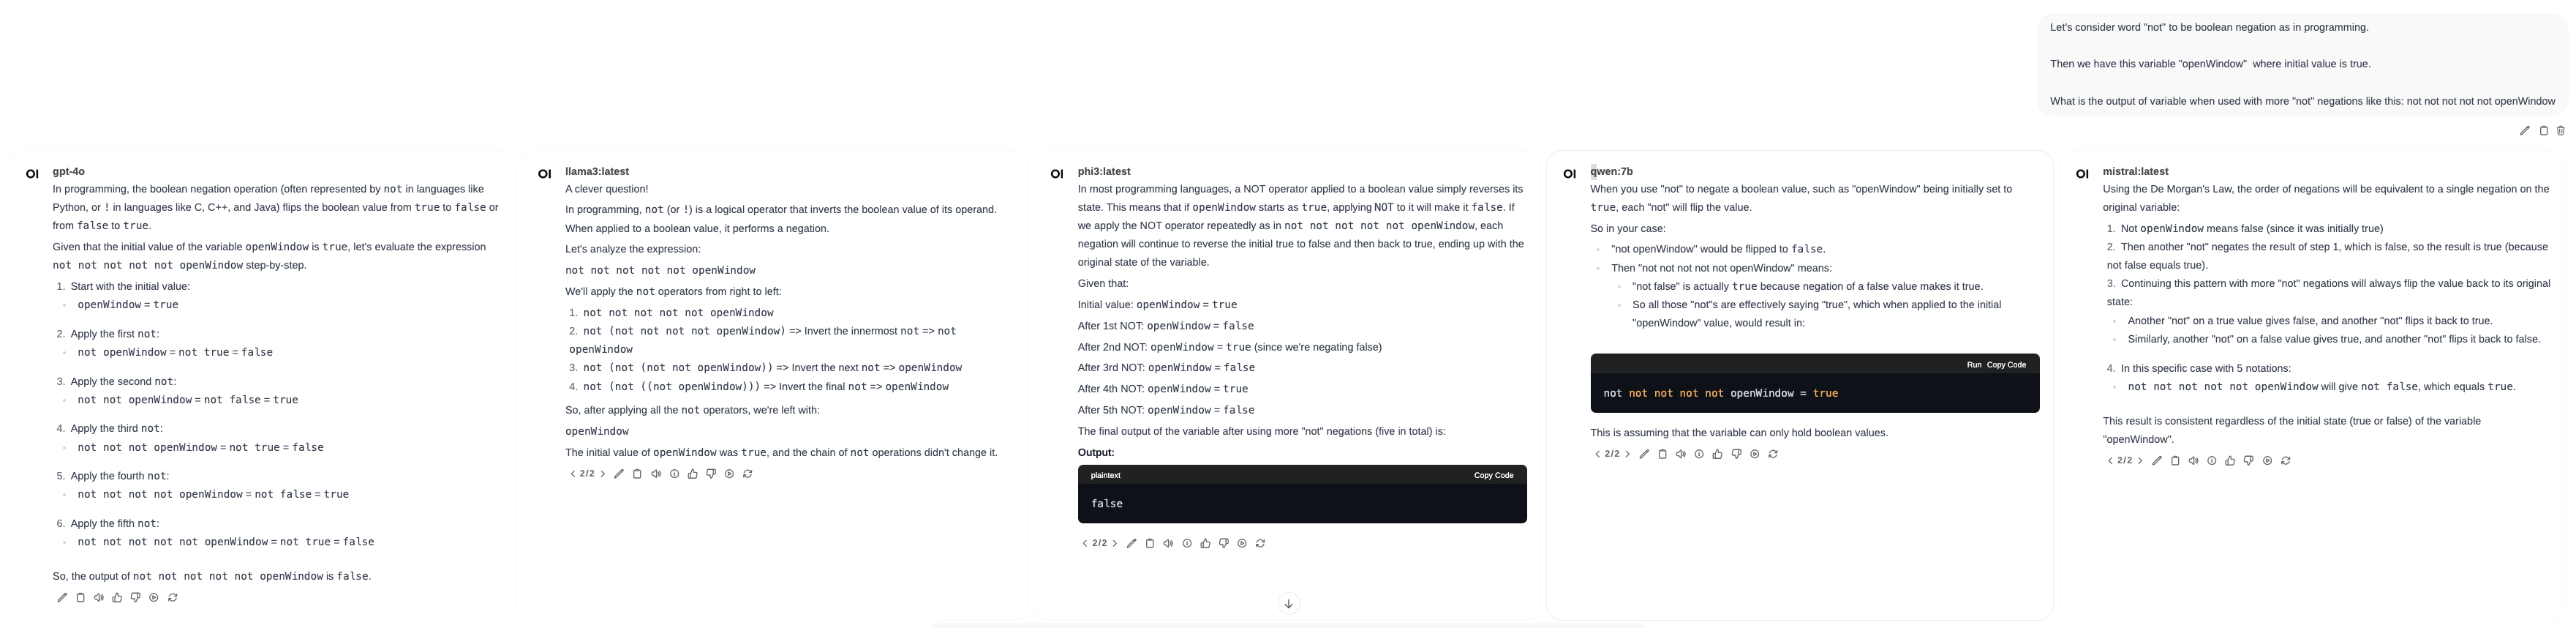 Let's consider word "not" to be boolean negation as in programming.
Then we have this variable "openWindow"  where initial value is true.
What is the output of variable when used with more "not" negations like this: not not not not not openWindow
OI
gpt-4o
In programming, the boolean negation operation (often represented by not in languages like
Python, or ! in languages like C, C++, and Java) flips the boolean value from true to false or
from false to true.
Given that the initial value of the variable openWindow is true, let's evaluate the expression
not not not not not openWindow step-by-step.
1. Start with the initial value:
openWindow = true
2. Apply the first not:
not openWindow = not true = false
3. Apply the second not:
not not openWindow = not false = true
4. Apply the third not:
not not not openWindow = not true = false
5. Apply the fourth not:
not not not not openWindow = not false = true
6. Apply the fifth not:
not not not not not openWindow = not true = false
So, the output of not not not not not openWindow is false.
OI
llama3:latest
A clever question!
In programming, not (or !) is a logical operator that inverts the boolean value of its operand.
When applied to a boolean value, it performs a negation.
Let's analyze the expression:
not not not not not openWindow
We'll apply the not operators from right to left:
1. not not not not not openWindow
2. not (not not not not openWindow) => Invert the innermost not => not
openWindow
3. not (not (not not openWindow)) => Invert the next not => openWindow
4. not (not ((not openWindow))) => Invert the final not => openWindow
So, after applying all the not operators, we're left with:
openWindow
The initial value of openWindow was true, and the chain of not operations didn't change it.
2/2
OI
phi3:latest
In most programming languages, a NOT operator applied to a boolean value simply reverses its
state. This means that if openWindow starts as true, applying NOT to it will make it false. If
we apply the NOT operator repeatedly as in not not not not not openWindow, each
negation will continue to reverse the initial true to false and then back to true, ending up with the
original state of the variable.
Given that:
Initial value: openWindow = true
After 1st NOT: openWindow = false
After 2nd NOT: openWindow = true (since we're negating false)
After 3rd NOT: openWindow = false
After 4th NOT: openWindow = true
After 5th NOT: openWindow = false
The final output of the variable after using more "not" negations (five in total) is:
Output:
plaintext Copy Code
false
2/2
OI
qwen:7b
When you use "not" to negate a boolean value, such as "openWindow" being initially set to
true, each "not" will flip the value.
So in your case:
"not openWindow" would be flipped to false.
Then "not not not not not openWindow" means:
"not false" is actually true because negation of a false value makes it true.
So all those "not"s are effectively saying "true", which when applied to the initial
"openWindow" value, would result in:
Run Copy Code
not not not not not openWindow = true
This is assuming that the variable can only hold boolean values.
2/2
OI
mistral:latest
Using the De Morgan's Law, the order of negations will be equivalent to a single negation on the
original variable:
1. Not openWindow means false (since it was initially true)
2. Then another "not" negates the result of step 1, which is false, so the result is true (because
not false equals true).
3. Continuing this pattern with more "not" negations will always flip the value back to its original
state:
Another "not" on a true value gives false, and another "not" flips it back to true.
Similarly, another "not" on a false value gives true, and another "not" flips it back to false.
4. In this specific case with 5 notations:
not not not not not openWindow will give not false, which equals true.
This result is consistent regardless of the initial state (true or false) of the variable
"openWindow".
2/2